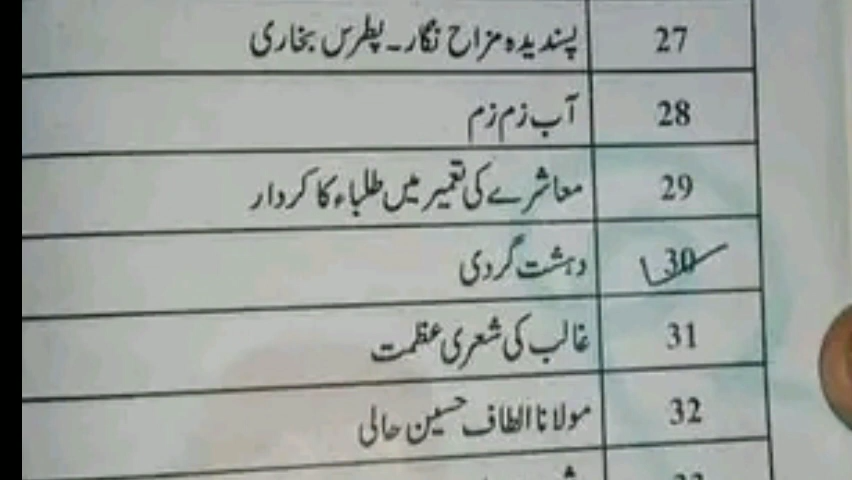 27 پسندیدہ مزاح نگار۔ پطرس بخاری
28 آب زم زم
29 معاشرے کی تعمیر میں طلباء کا کردار
30 دہشت گردی
31 غالب کی شعری عظمت
32 مولانا الطاف حسین حالی